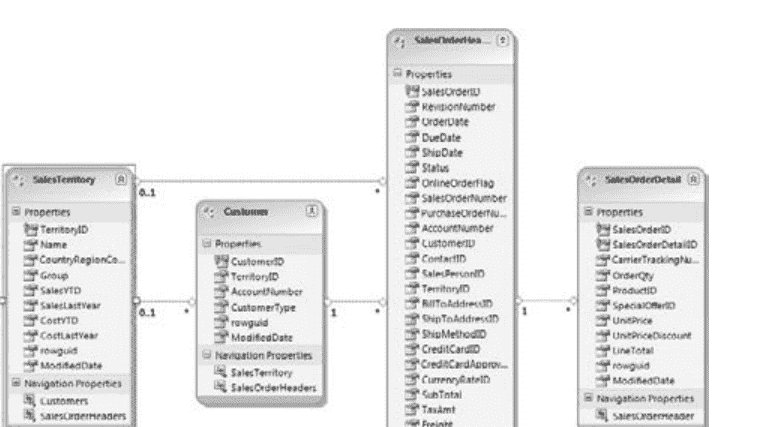 SalesTerritory
Properties
TerritoryID
Name
CountryRegionCo...
Group
SalesYTD
SalesLastYear
CostYTD
CostLastYear
rowguid
ModifiedDate
Navigation Properties
Customers
SalesOrderHeaders
0..1
*
0..1
*
Customer
Properties
CustomerID
TerritoryID
AccountNumber
CustomerType
rowguid
ModifiedDate
Navigation Properties
SalesTerritory
SalesOrderHeaders
1
*
SalesOrderHea...
Properties
SalesOrderID
RevisionNumber
OrderDate
DueDate
ShipDate
Status
OnlineOrderFlag
SalesOrderNumber
PurchaseOrderNu...
AccountNumber
CustomerID
ContactID
SalesPersonID
TerritoryID
BillToAddressID
ShipToAddressID
ShipMethodID
CreditCardID
CreditCardApprov...
CurrencyRateID
SubTotal
TaxAmt
Freight
1
*
SalesOrderDetail
Properties
SalesOrderID
SalesOrderDetailID
CarrierTrackingNu...
OrderQty
ProductID
SpecialOfferID
UnitPrice
UnitPriceDiscount
LineTotal
rowguid
ModifiedDate
Navigation Properties
SalesOrderHeader